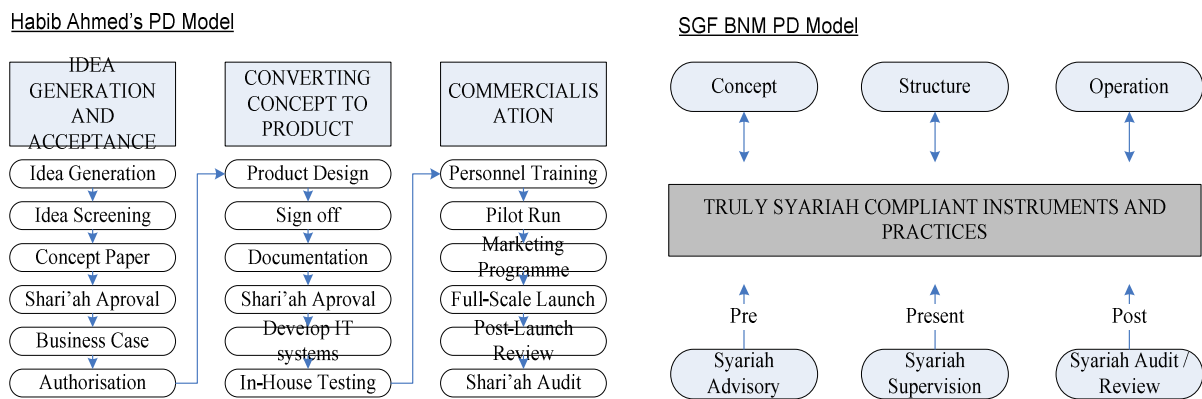 Habib Ahmed's PD Model
IDEA
GENERATION
AND
ACCEPTANCE
Idea Generation
Idea Screening
Concept Paper
Shari'ah Aproval
Business Case
Authorisation
CONVERTING
CONCEPT TO
PRODUCT
Product Design
Sign off
Documentation
Shari'ah Aproval
Develop IT
systems
In-House Testing
COMMERCIALIS
ATION
Personnel Training
Pilot Run
Marketing
Programme
Full-Scale Launch
Post-Launch
Review
Shari'ah Audit
SGF BNM PD Model
Concept
Structure
Operation
TRULY SYARIAH COMPLIANT INSTRUMENTS AND
PRACTICES
Pre
Present
Post
Syariah
Advisory
Syariah
Supervision
Syariah Audit /
Review